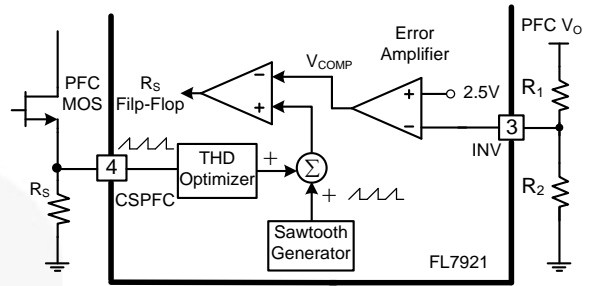 Error
Amplifier
PFC V_O
PFC
MOS
R_S
Filp-Flop
V_COMP
−
+
+
−
2.5V
R_1
3
INV
4
THD
Optimizer
+
Σ
+
R_S
CSPFC
R_2
Sawtooth
Generator
FL7921